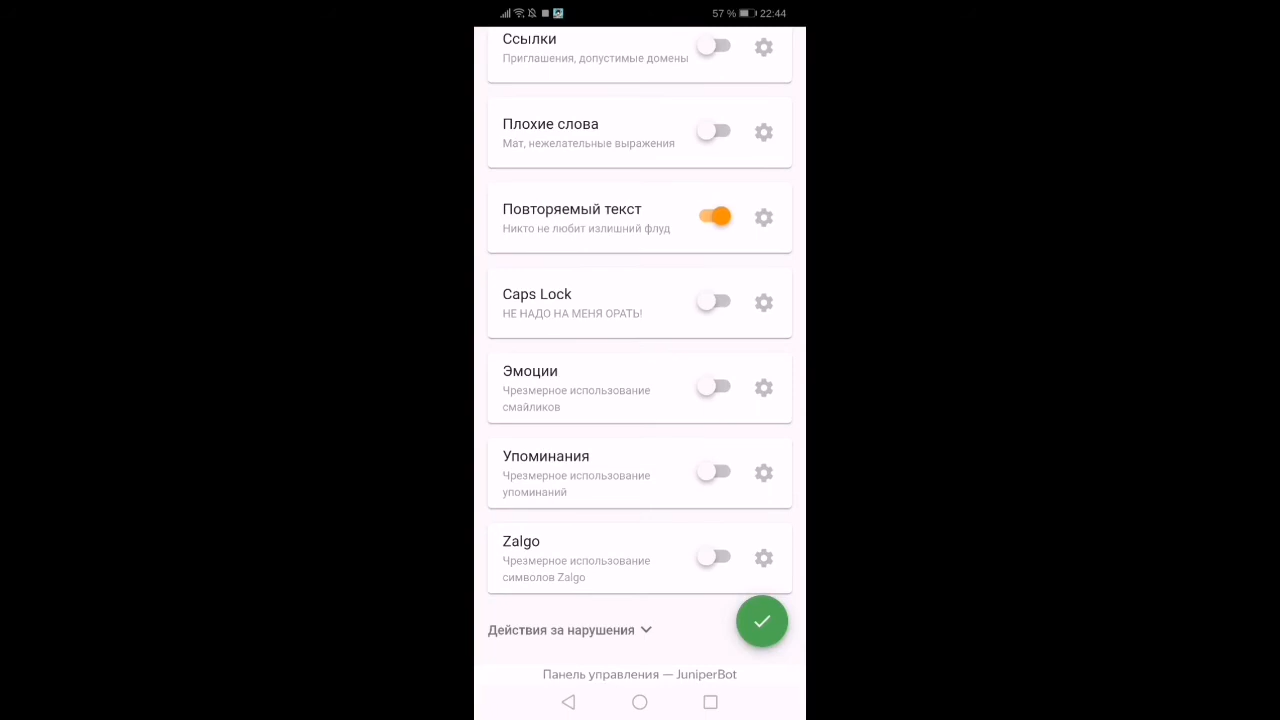 57 % 22:44
Ссылки
Приглашения, допустимые домены
Плохие слова
Мат, нежелательные выражения
Повторяемый текст
Никто не любит излишний флуд
Caps Lock
НЕ НАДО НА МЕНЯ ОРАТЬ!
Эмоции
Чрезмерное использование
смайликов
Упоминания
Чрезмерное использование
упоминаний
Zalgo
Чрезмерное использование
символов Zalgo
Действия за нарушения
Панель управления — JuniperBot